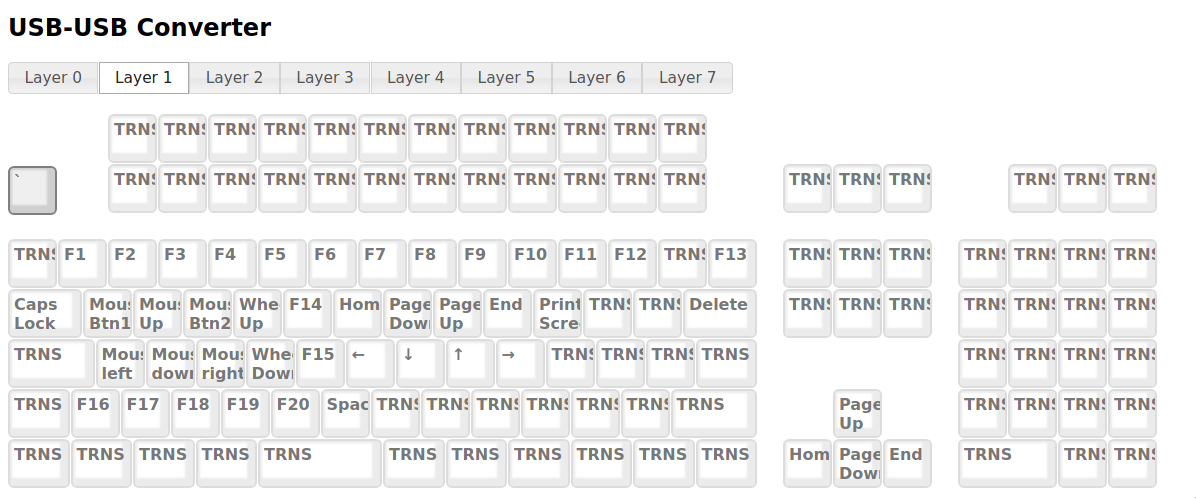 USB-USB Converter
Layer 0 Layer 1 Layer 2 Layer 3 Layer 4 Layer 5 Layer 6 Layer 7
TRNS TRNS TRNS TRNS TRNS TRNS TRNS TRNS TRNS TRNS TRNS TRNS
` TRNS TRNS TRNS TRNS TRNS TRNS TRNS TRNS TRNS TRNS TRNS TRNS TRNS TRNS TRNS TRNS TRNS TRNS
TRNS F1 F2 F3 F4 F5 F6 F7 F8 F9 F10 F11 F12 TRNS F13 TRNS TRNS TRNS TRNS TRNS TRNS TRNS
Caps Mous Mous Mous Whe F14 Hom Page Page End Print TRNS TRNS Delete TRNS TRNS TRNS TRNS TRNS TRNS TRNS
Lock Btn1 Up Btn2 Up Down Up Scre
TRNS Mous Mous Mous Whe F15 ← ↓ ↑ → TRNS TRNS TRNS TRNS TRNS TRNS TRNS TRNS
left down right Down
TRNS F16 F17 F18 F19 F20 Spac TRNS TRNS TRNS TRNS TRNS TRNS TRNS Page TRNS TRNS TRNS TRNS
Up
TRNS TRNS TRNS TRNS TRNS TRNS TRNS TRNS TRNS TRNS TRNS Hom Page End TRNS TRNS TRNS
Down